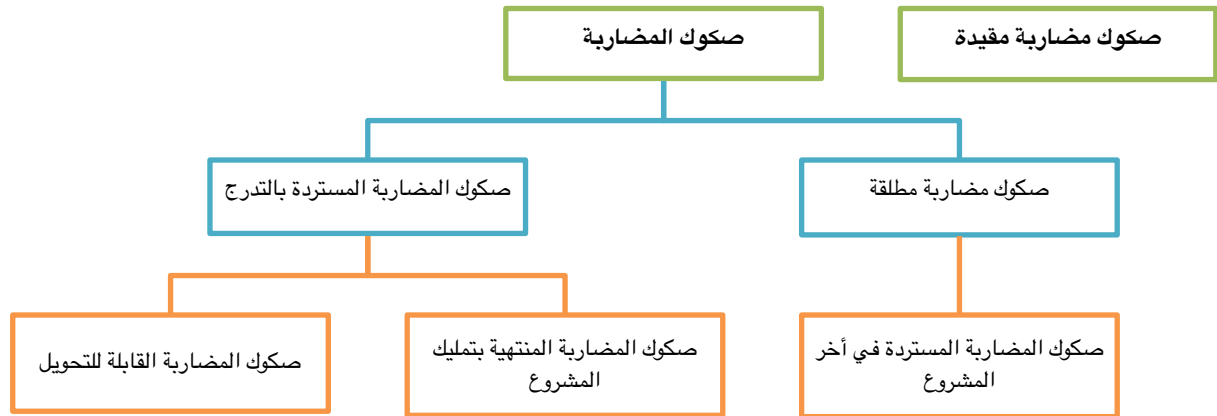 صكوك مضاربة مقيدة
صكوك المضاربة
صكوك مضاربة مطلقة
صكوك المضاربة المستردة بالتدرج
صكوك المضاربة المستردة في أخر
المشروع
صكوك المضاربة المنتهية بتمليك
المشروع
صكوك المضاربة القابلة للتحويل